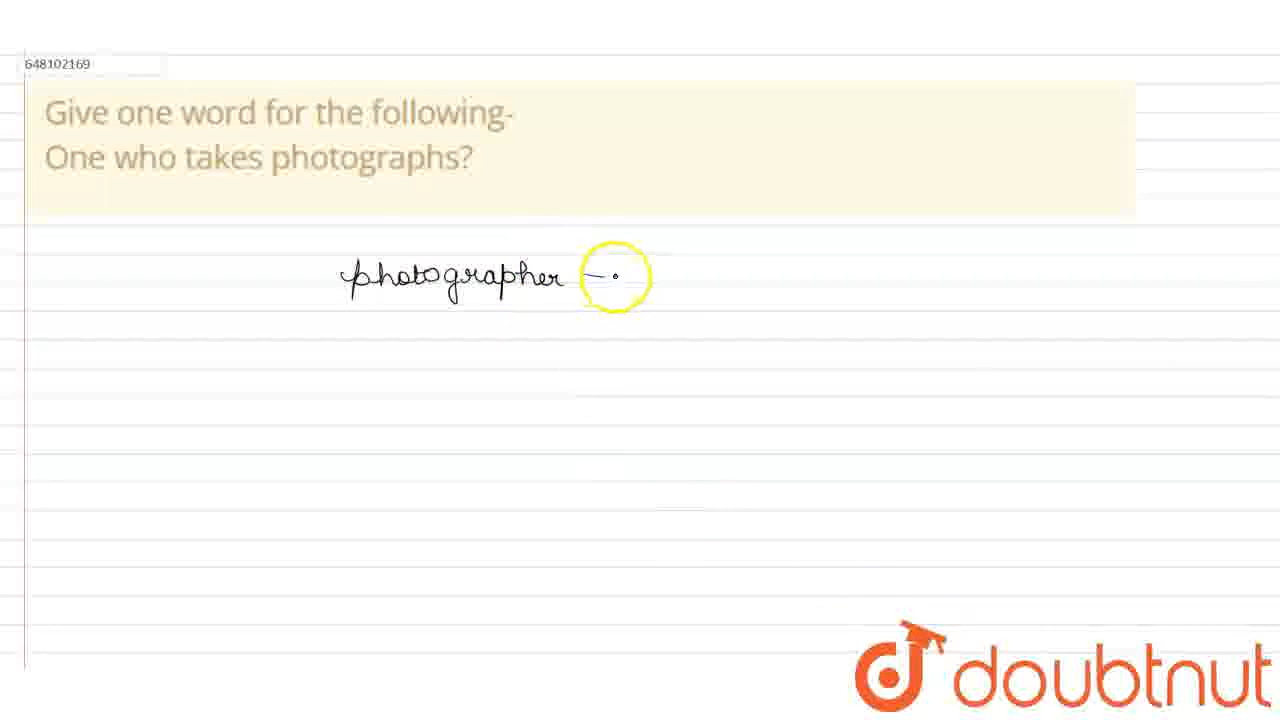 648102169
Give one word for the following-
One who takes photographs?
photographer -
doubtnut